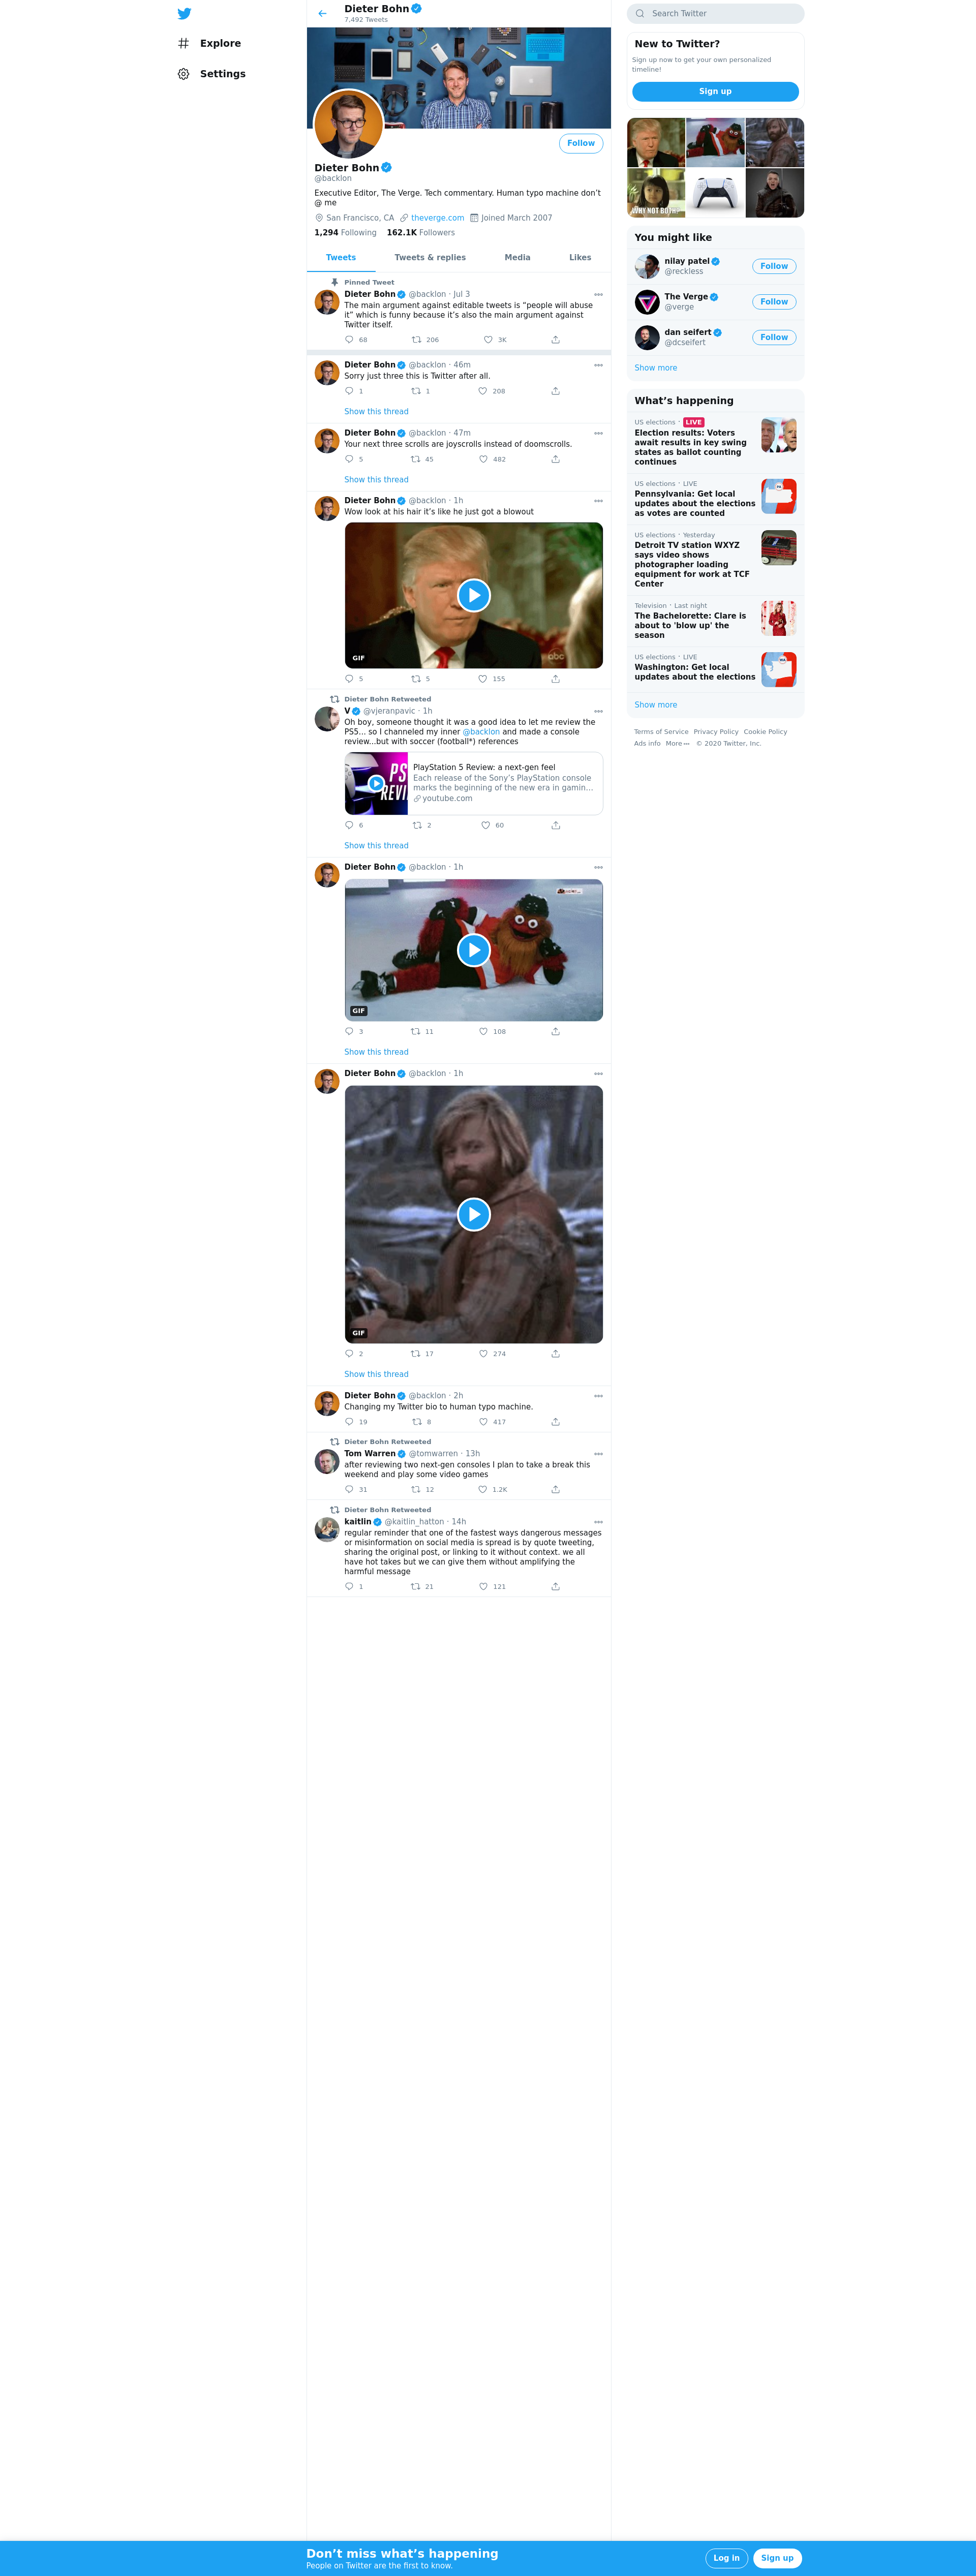 Explore
Settings
Dieter Bohn
7,492 Tweets
Follow
Dieter Bohn
@backlon
Executive Editor, The Verge. Tech commentary. Human typo machine don’t
@ me
San Francisco, CA theverge.com Joined March 2007
1,294 Following 162.1K Followers
Tweets Tweets & replies Media Likes
Pinned Tweet
Dieter Bohn @backlon · Jul 3
The main argument against editable tweets is “people will abuse
it” which is funny because it’s also the main argument against
Twitter itself.
68 206 3K
Dieter Bohn @backlon · 46m
Sorry just three this is Twitter after all.
1 1 208
Show this thread
Dieter Bohn @backlon · 47m
Your next three scrolls are joyscrolls instead of doomscrolls.
5 45 482
Show this thread
Dieter Bohn @backlon · 1h
Wow look at his hair it’s like he just got a blowout
abc
GIF
5 5 155
Dieter Bohn Retweeted
V @vjeranpavic · 1h
Oh boy, someone thought it was a good idea to let me review the
PS5... so I channeled my inner @backlon and made a console
review...but with soccer (football*) references
PlayStation 5 Review: a next-gen feel
Each release of the Sony’s PlayStation console
marks the beginning of the new era in gamin...
youtube.com
6 2 60
Show this thread
Dieter Bohn @backlon · 1h
GIF
3 11 108
Show this thread
Dieter Bohn @backlon · 1h
GIF
2 17 274
Show this thread
Dieter Bohn @backlon · 2h
Changing my Twitter bio to human typo machine.
19 8 417
Dieter Bohn Retweeted
Tom Warren @tomwarren · 13h
after reviewing two next-gen consoles I plan to take a break this
weekend and play some video games
31 12 1.2K
Dieter Bohn Retweeted
kaitlin @kaitlin_hatton · 14h
regular reminder that one of the fastest ways dangerous messages
or misinformation on social media is spread is by quote tweeting,
sharing the original post, or linking to it without context. we all
have hot takes but we can give them without amplifying the
harmful message
1 21 121
Search Twitter
New to Twitter?
Sign up now to get your own personalized
timeline!
Sign up
WHY NOT BOTH?
You might like
nilay patel
@reckless
Follow
The Verge
@verge
Follow
dan seifert
@dcseifert
Follow
Show more
What’s happening
US elections · LIVE
Election results: Voters
await results in key swing
states as ballot counting
continues
US elections · LIVE
Pennsylvania: Get local
updates about the elections
as votes are counted
US elections · Yesterday
Detroit TV station WXYZ
says video shows
photographer loading
equipment for work at TCF
Center
Television · Last night
The Bachelorette: Clare is
about to 'blow up' the
season
US elections · LIVE
Washington: Get local
updates about the elections
Show more
Terms of Service Privacy Policy Cookie Policy
Ads info More © 2020 Twitter, Inc.
Don’t miss what’s happening
People on Twitter are the first to know.
Log in
Sign up